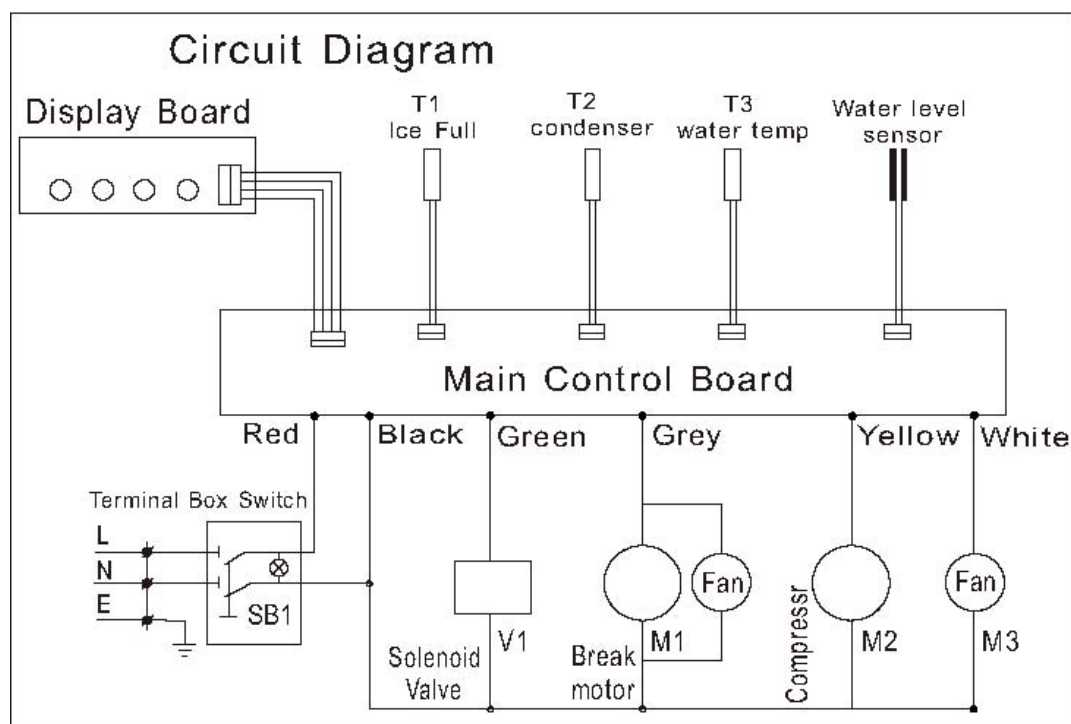 Circuit Diagram
Display Board
T1
Ice Full
T2
condenser
T3
water temp
Water level
sensor
Main Control Board
Red
Black
Green
Grey
Yellow
White
Terminal Box Switch
L
N
E
SB1
V1
Solenoid
Valve
M1
Fan
Break
motor
M2
Compressr
Fan
M3